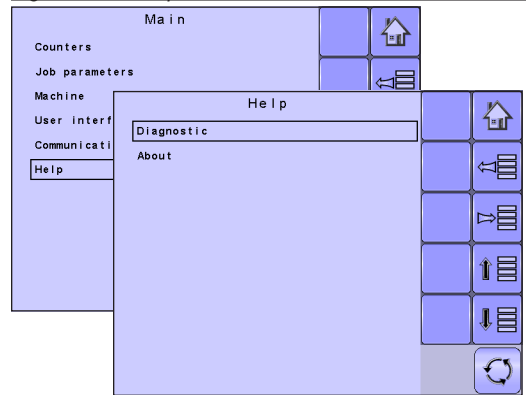 Main
Counters
Job parameters
Machine
User interf
Communicati
Help
Help
Diagnostic
About